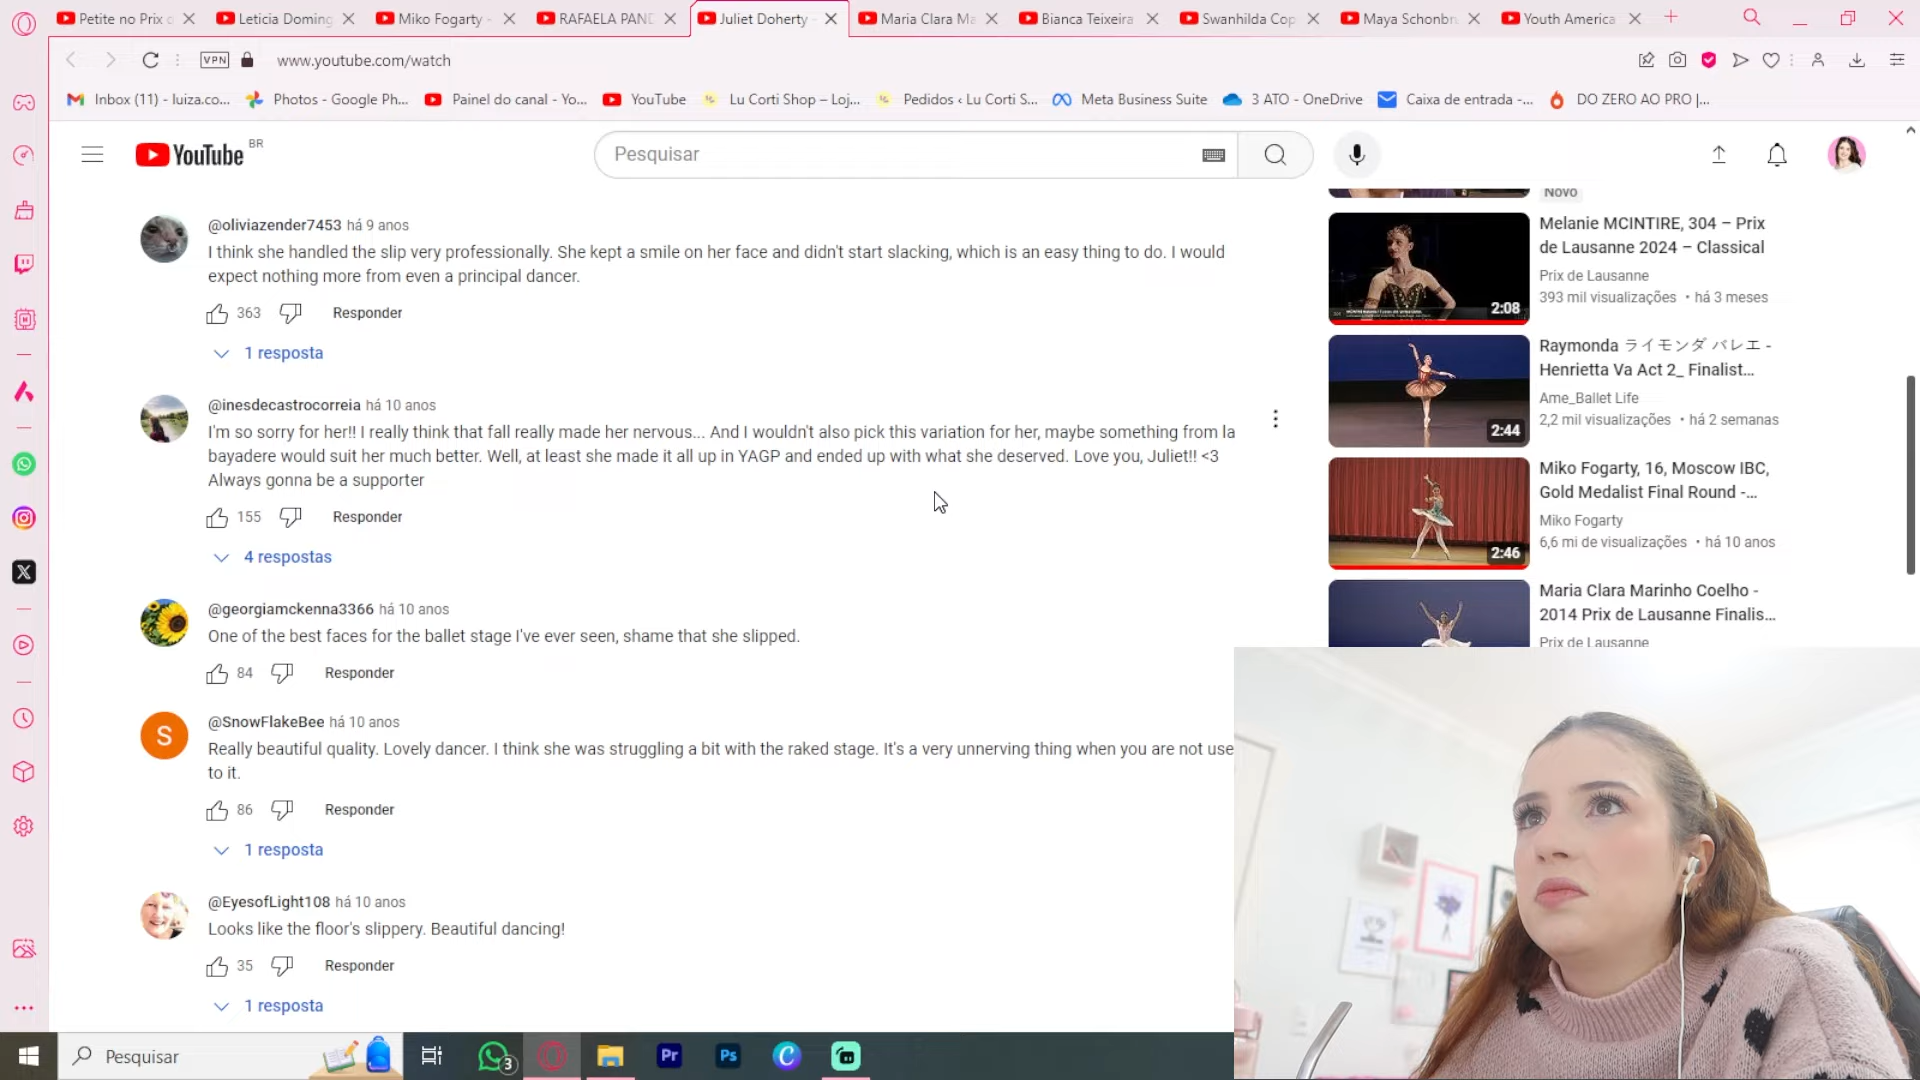 Petite no Prix
Leticia Doming
Miko Fogarty -
RAFAELA PAN
Juliet Doherty -
Maria Clara Ma
Bianca Teixeira
Swanhilda Cop
Maya Schonbr
Youth America
VPN
www.youtube.com/watch
Inbox (11) - luiza.co...
Photos - Google Ph...
Painel do canal - Yo...
YouTube
Lu Corti Shop – Loj...
Pedidos ‹ Lu Corti S...
Meta Business Suite
3 ATO - OneDrive
Caixa de entrada -...
DO ZERO AO PRO |...
YouTube BR
Pesquisar
@oliviazender7453 há 9 anos
I think she handled the slip very professionally. She kept a smile on her face and didn't start slacking, which is an easy thing to do. I would
expect nothing more from even a principal dancer.
363
Responder
1 resposta
@inesdecastrocorreia há 10 anos
I'm so sorry for her!! I really think that fall really made her nervous... And I wouldn't also pick this variation for her, maybe something from la
bayadere would suit her much better. Well, at least she made it all up in YAGP and ended up with what she deserved. Love you, Juliet!! <3
Always gonna be a supporter
155
Responder
4 respostas
@georgiamckenna3366 há 10 anos
One of the best faces for the ballet stage I've ever seen, shame that she slipped.
84
Responder
@SnowFlakeBee há 10 anos
Really beautiful quality. Lovely dancer. I think she was struggling a bit with the raked stage. It's a very unnerving thing when you are not use
to it.
86
Responder
1 resposta
@EyesofLight108 há 10 anos
Looks like the floor's slippery. Beautiful dancing!
35
Responder
1 resposta
Novo
Melanie MCINTIRE, 304 – Prix
de Lausanne 2024 – Classical
Prix de Lausanne
393 mil visualizações • há 3 meses
2:08
Raymonda ライモンダ バレエ -
Henrietta Va Act 2_ Finalist...
Ame_Ballet Life
2,2 mil visualizações • há 2 semanas
2:44
Miko Fogarty, 16, Moscow IBC,
Gold Medalist Final Round -...
Miko Fogarty
6,6 mi de visualizações • há 10 anos
2:46
Maria Clara Marinho Coelho -
2014 Prix de Lausanne Finalis...
Prix de Lausanne
S
Pesquisar
3
Pr
Ps